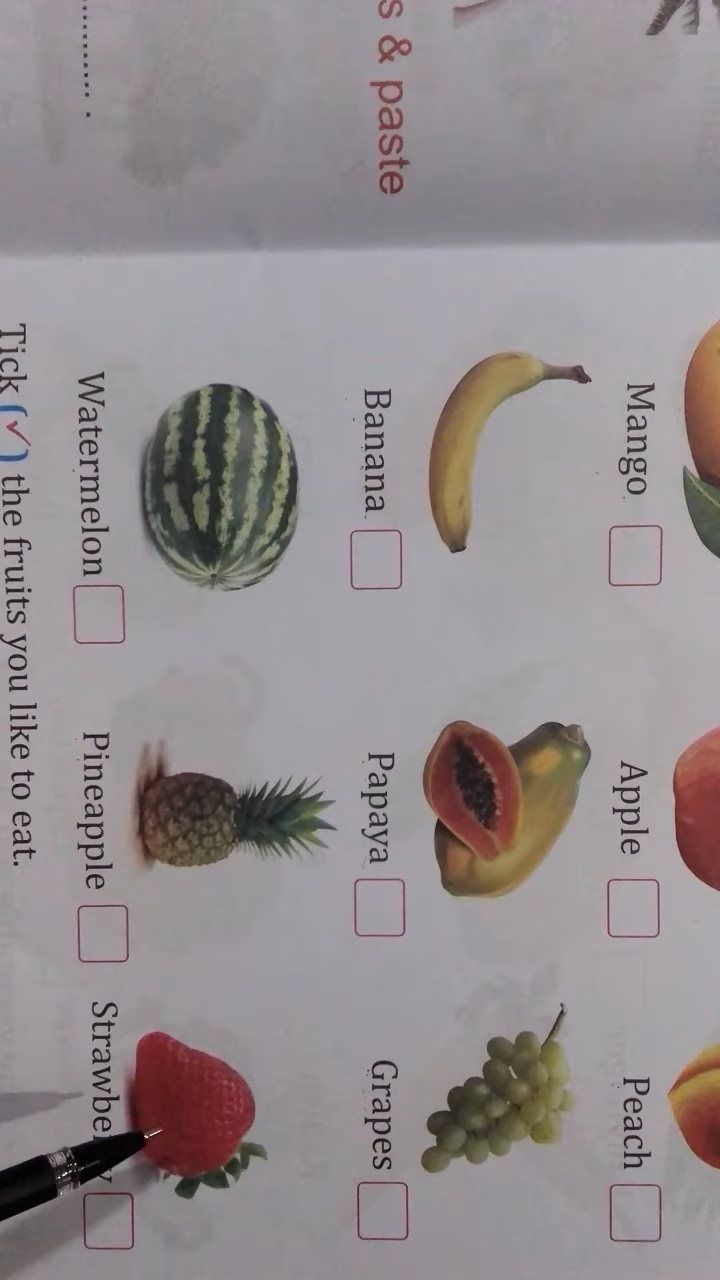 s & paste
Mango Apple Peach
Banana Papaya Grapes
Watermelon Pineapple
Tick (✓) the fruits you like to eat.